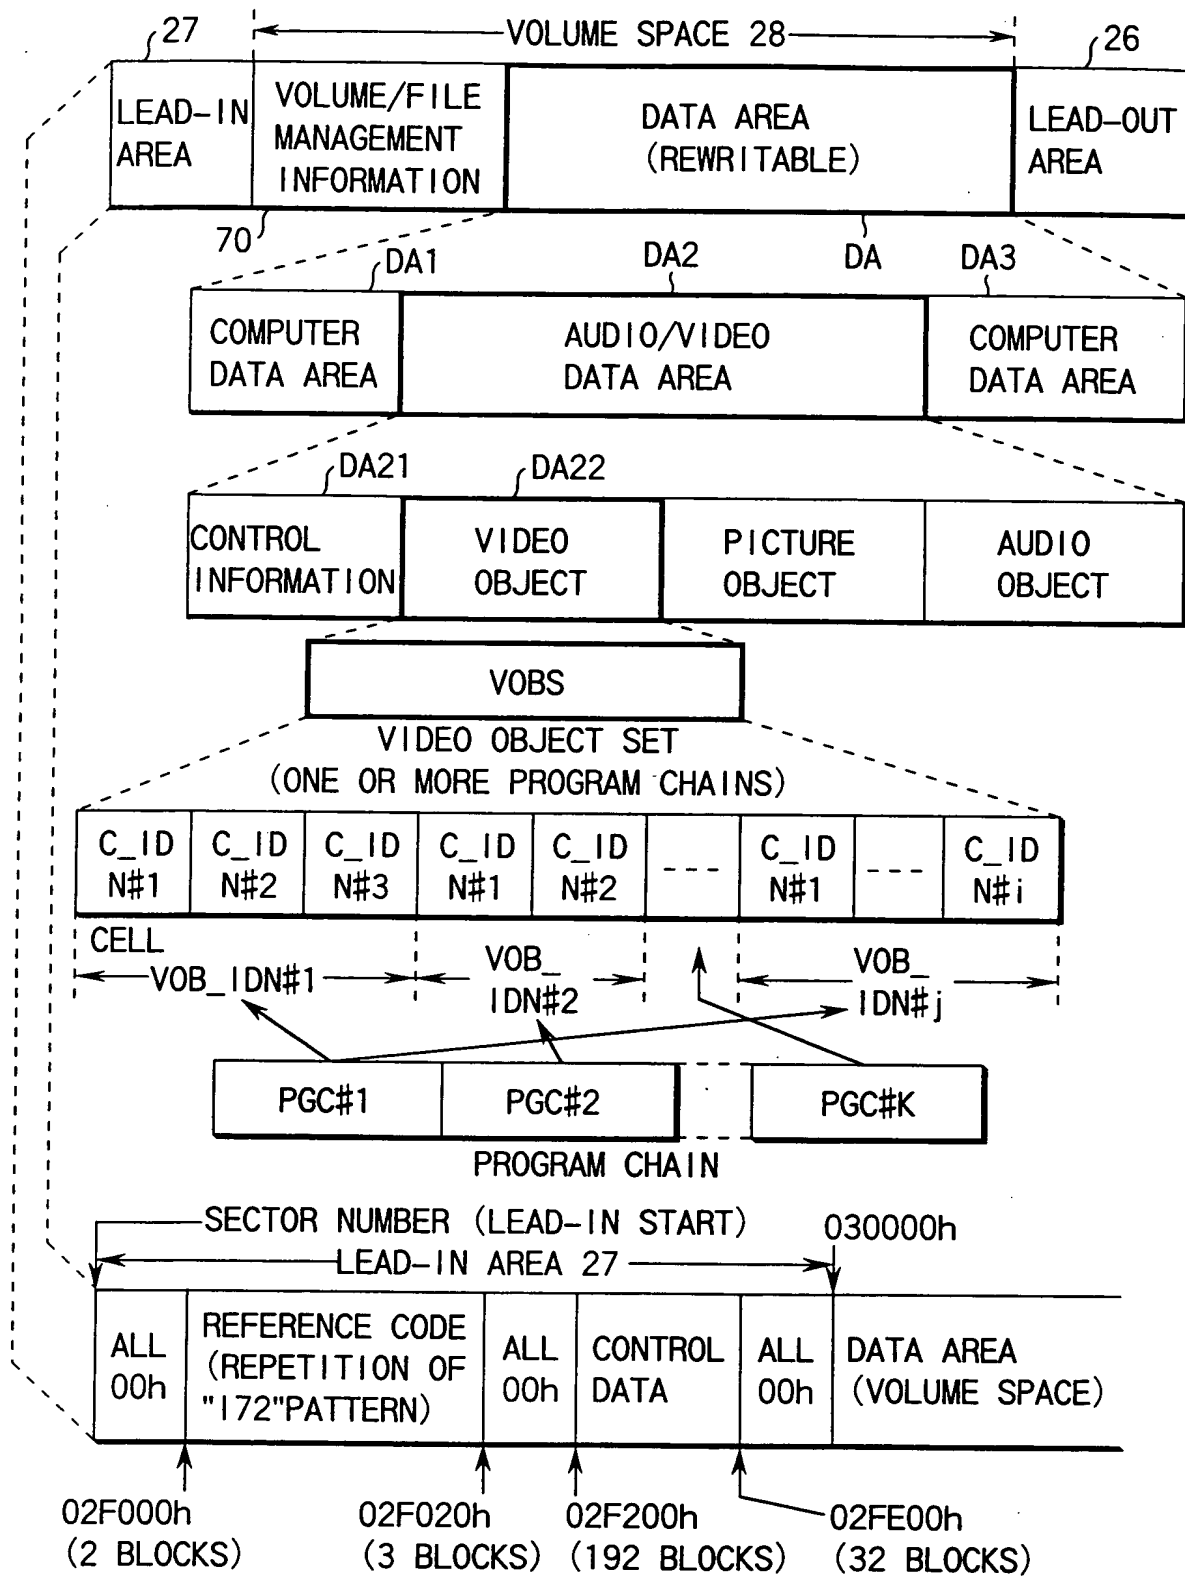 27
VOLUME SPACE 28
26
LEAD-IN
AREA
VOLUME/FILE
MANAGEMENT
INFORMATION
DATA AREA
(REWRITABLE)
LEAD-OUT
AREA
70
DA1
DA2
DA
DA3
COMPUTER
DATA AREA
AUDIO/VIDEO
DATA AREA
COMPUTER
DATA AREA
DA21
DA22
CONTROL
INFORMATION
VIDEO
OBJECT
PICTURE
OBJECT
AUDIO
OBJECT
VOBS
VIDEO OBJECT SET
(ONE OR MORE PROGRAM CHAINS)
C_ID
N#1
C_ID
N#2
C_ID
N#3
C_ID
N#1
C_ID
N#2
----
C_ID
N#1
----
C_ID
N#i
CELL
VOB_IDN#1
VOB_
IDN#2
VOB_
IDN#j
PGC#1
PGC#2
PGC#K
PROGRAM CHAIN
SECTOR NUMBER (LEAD-IN START)
030000h
LEAD-IN AREA 27
ALL
00h
REFERENCE CODE
(REPETITION OF
"172"PATTERN)
ALL
00h
CONTROL
DATA
ALL
00h
DATA AREA
(VOLUME SPACE)
02F000h
(2 BLOCKS)
02F020h
(3 BLOCKS)
02F200h
(192 BLOCKS)
02FE00h
(32 BLOCKS)